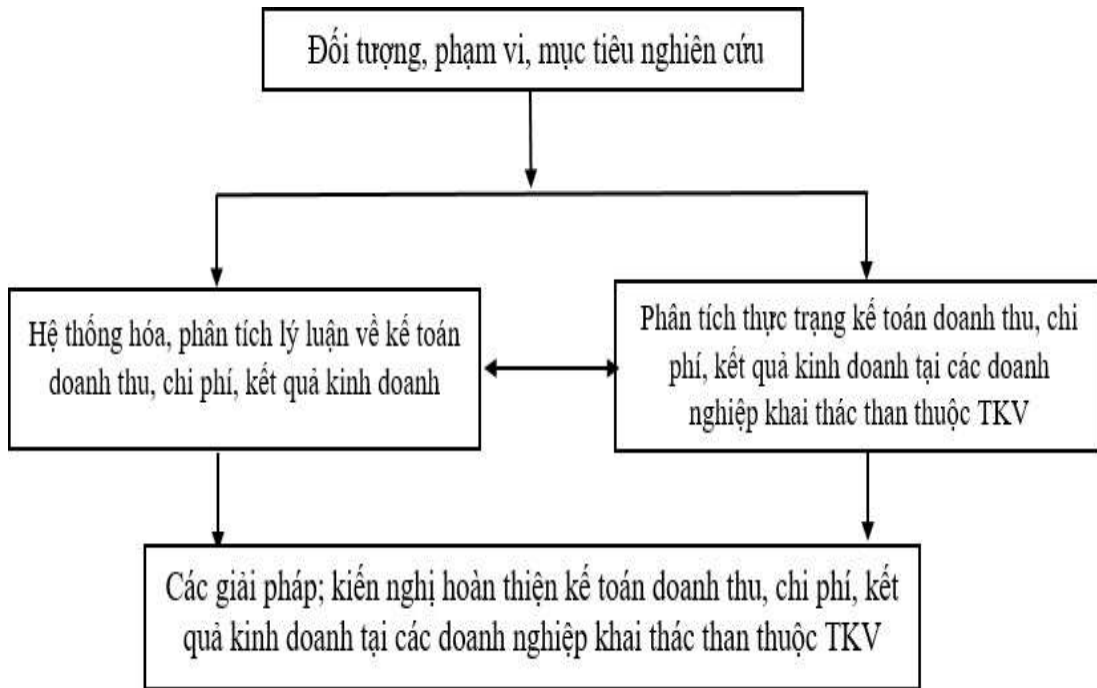 Đối tượng, phạm vi, mục tiêu nghiên cứu
Hệ thống hóa, phân tích lý luận về kế toán
doanh thu, chi phí, kết quả kinh doanh
Phân tích thực trạng kế toán doanh thu, chi
phí, kết quả kinh doanh tại các doanh
nghiệp khai thác than thuộc TKV
Các giải pháp; kiến nghị hoàn thiện kế toán doanh thu, chi phí, kết
quả kinh doanh tại các doanh nghiệp khai thác than thuộc TKV